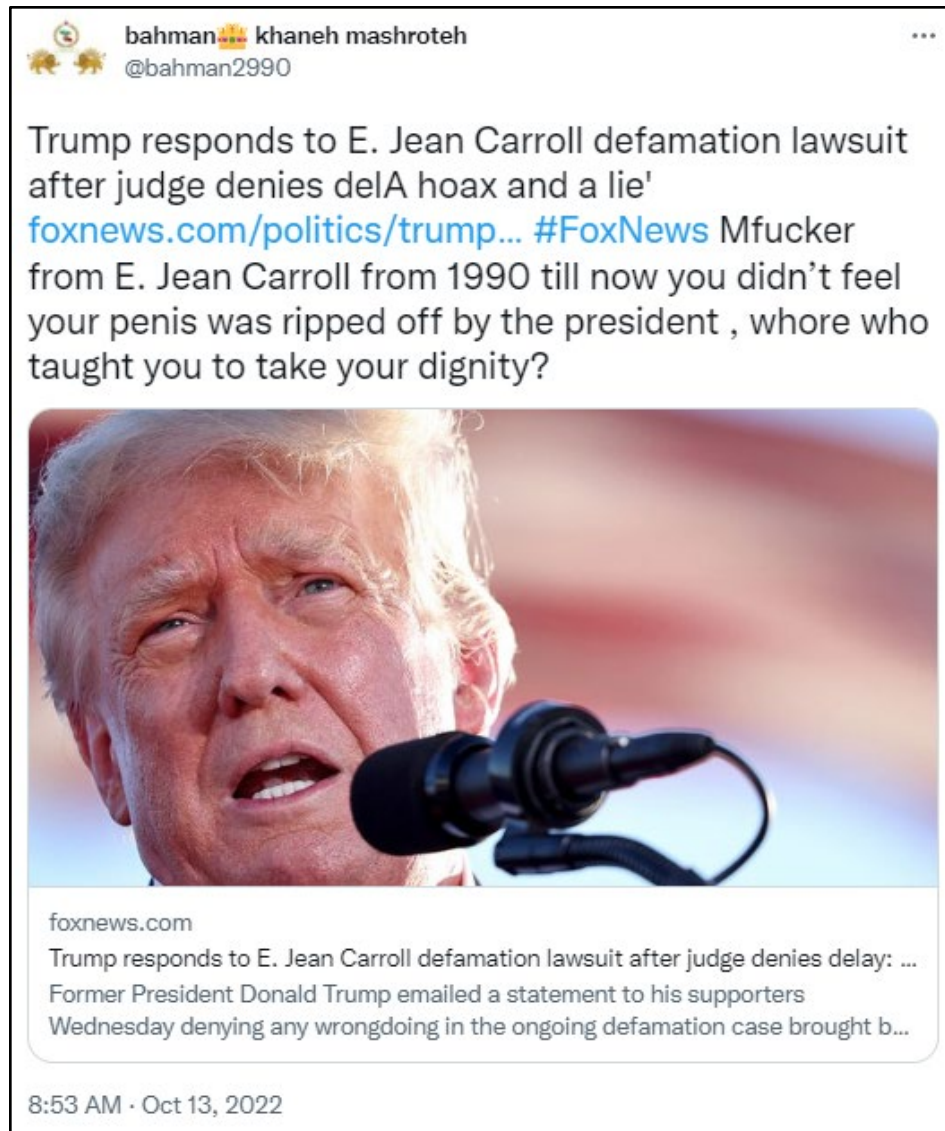 bahman khaneh mashroteh
@bahman2990
Trump responds to E. Jean Carroll defamation lawsuit
after judge denies delA hoax and a lie'
foxnews.com/politics/trump... #FoxNews Mfucker
from E. Jean Carroll from 1990 till now you didn’t feel
your penis was ripped off by the president , whore who
taught you to take your dignity?
foxnews.com
Trump responds to E. Jean Carroll defamation lawsuit after judge denies delay: ...
Former President Donald Trump emailed a statement to his supporters
Wednesday denying any wrongdoing in the ongoing defamation case brought b...
8:53 AM · Oct 13, 2022